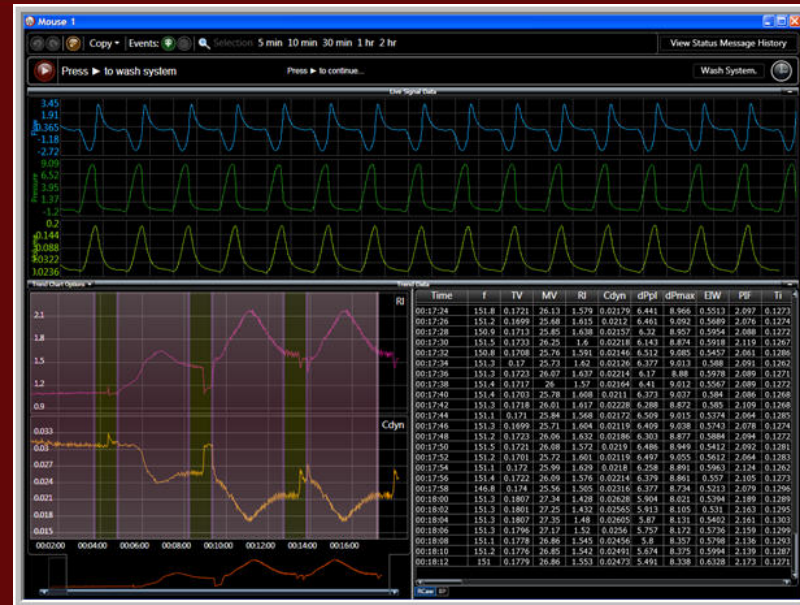 Mouse 1
Copy Events: Selection 5 min 10 min 30 min 1 hr 2 hr View Status Message History
Press ► to wash system Press ► to continue... Wash System.
Live Signal Data
3.45
1.91
0.365
-1.18
-2.72
Flow
9.09
6.52
3.95
1.37
-1.2
Pressure
0.2
0.144
0.088
0.0322
0.0236
Trend Chart Options Trend Data
RI
2.1
1.8
1.5
1.2
0.9
Cdyn
0.033
0.03
0.027
0.024
0.021
0.018
0.015
00:02:00 00:04:00 00:06:00 00:08:00 00:10:00 00:12:00 00:14:00 00:16:00
Time f TV MV RI Cdyn dPpl dPmax EIW PIF Ti
00:17:24 151.8 0.1721 26.13 1.579 0.02179 6.441 8.966 0.5513 2.097 0.1273
00:17:26 151.2 0.1699 25.68 1.615 0.0212 6.461 9.092 0.5689 2.076 0.1274
00:17:28 150.9 0.1713 25.85 1.638 0.02157 6.32 8.957 0.5954 2.088 0.1272
00:17:30 151.5 0.1733 26.25 1.6 0.02218 6.143 8.874 0.5918 2.119 0.1267
00:17:32 150.8 0.1708 25.76 1.591 0.02146 6.512 9.085 0.5457 2.061 0.1286
00:17:34 151.3 0.17 25.73 1.62 0.02126 6.377 9.013 0.588 2.091 0.1262
00:17:36 151.3 0.1723 26.07 1.637 0.02214 6.17 8.88 0.5978 2.089 0.1271
00:17:38 151.4 0.1717 26 1.57 0.02164 6.41 9.012 0.5567 2.089 0.1272
00:17:40 151.4 0.1703 25.78 1.608 0.0211 6.373 9.037 0.584 2.086 0.1268
00:17:42 151.3 0.1718 26.01 1.617 0.02228 6.288 8.872 0.585 2.109 0.1268
00:17:44 151.1 0.171 25.84 1.568 0.02172 6.509 9.015 0.5374 2.064 0.1285
00:17:46 151.3 0.1699 25.71 1.604 0.02119 6.409 9.038 0.5743 2.078 0.1274
00:17:48 151.2 0.1723 26.06 1.632 0.02186 6.303 8.877 0.5884 2.094 0.1272
00:17:50 151.5 0.1721 26.08 1.572 0.0219 6.486 8.949 0.5412 2.092 0.1281
00:17:52 151.2 0.1701 25.72 1.601 0.02119 6.497 9.055 0.5612 2.064 0.1283
00:17:54 151.1 0.172 25.99 1.629 0.0218 6.258 8.891 0.5963 2.124 0.1262
00:17:56 151.4 0.1722 26.09 1.576 0.02214 6.379 8.861 0.557 2.105 0.1273
00:17:58 146.8 0.174 25.56 1.505 0.02316 6.377 8.734 0.5213 2.079 0.1296
00:18:00 151.3 0.1807 27.34 1.428 0.02628 5.904 8.021 0.5394 2.189 0.1289
00:18:02 151.3 0.1801 27.25 1.432 0.02565 5.913 8.105 0.531 2.163 0.1295
00:18:04 151.3 0.1807 27.35 1.48 0.02605 5.87 8.131 0.5402 2.161 0.1303
00:18:06 151.3 0.1796 27.17 1.52 0.0256 5.757 8.172 0.5736 2.159 0.1299
00:18:08 151.1 0.1778 26.86 1.545 0.02456 5.8 8.357 0.5798 2.136 0.1293
00:18:10 151.2 0.1776 26.85 1.542 0.02491 5.674 8.375 0.5994 2.139 0.1287
00:18:12 151 0.1779 26.86 1.553 0.02473 5.491 8.338 0.6328 2.173 0.1271
RCaw BP